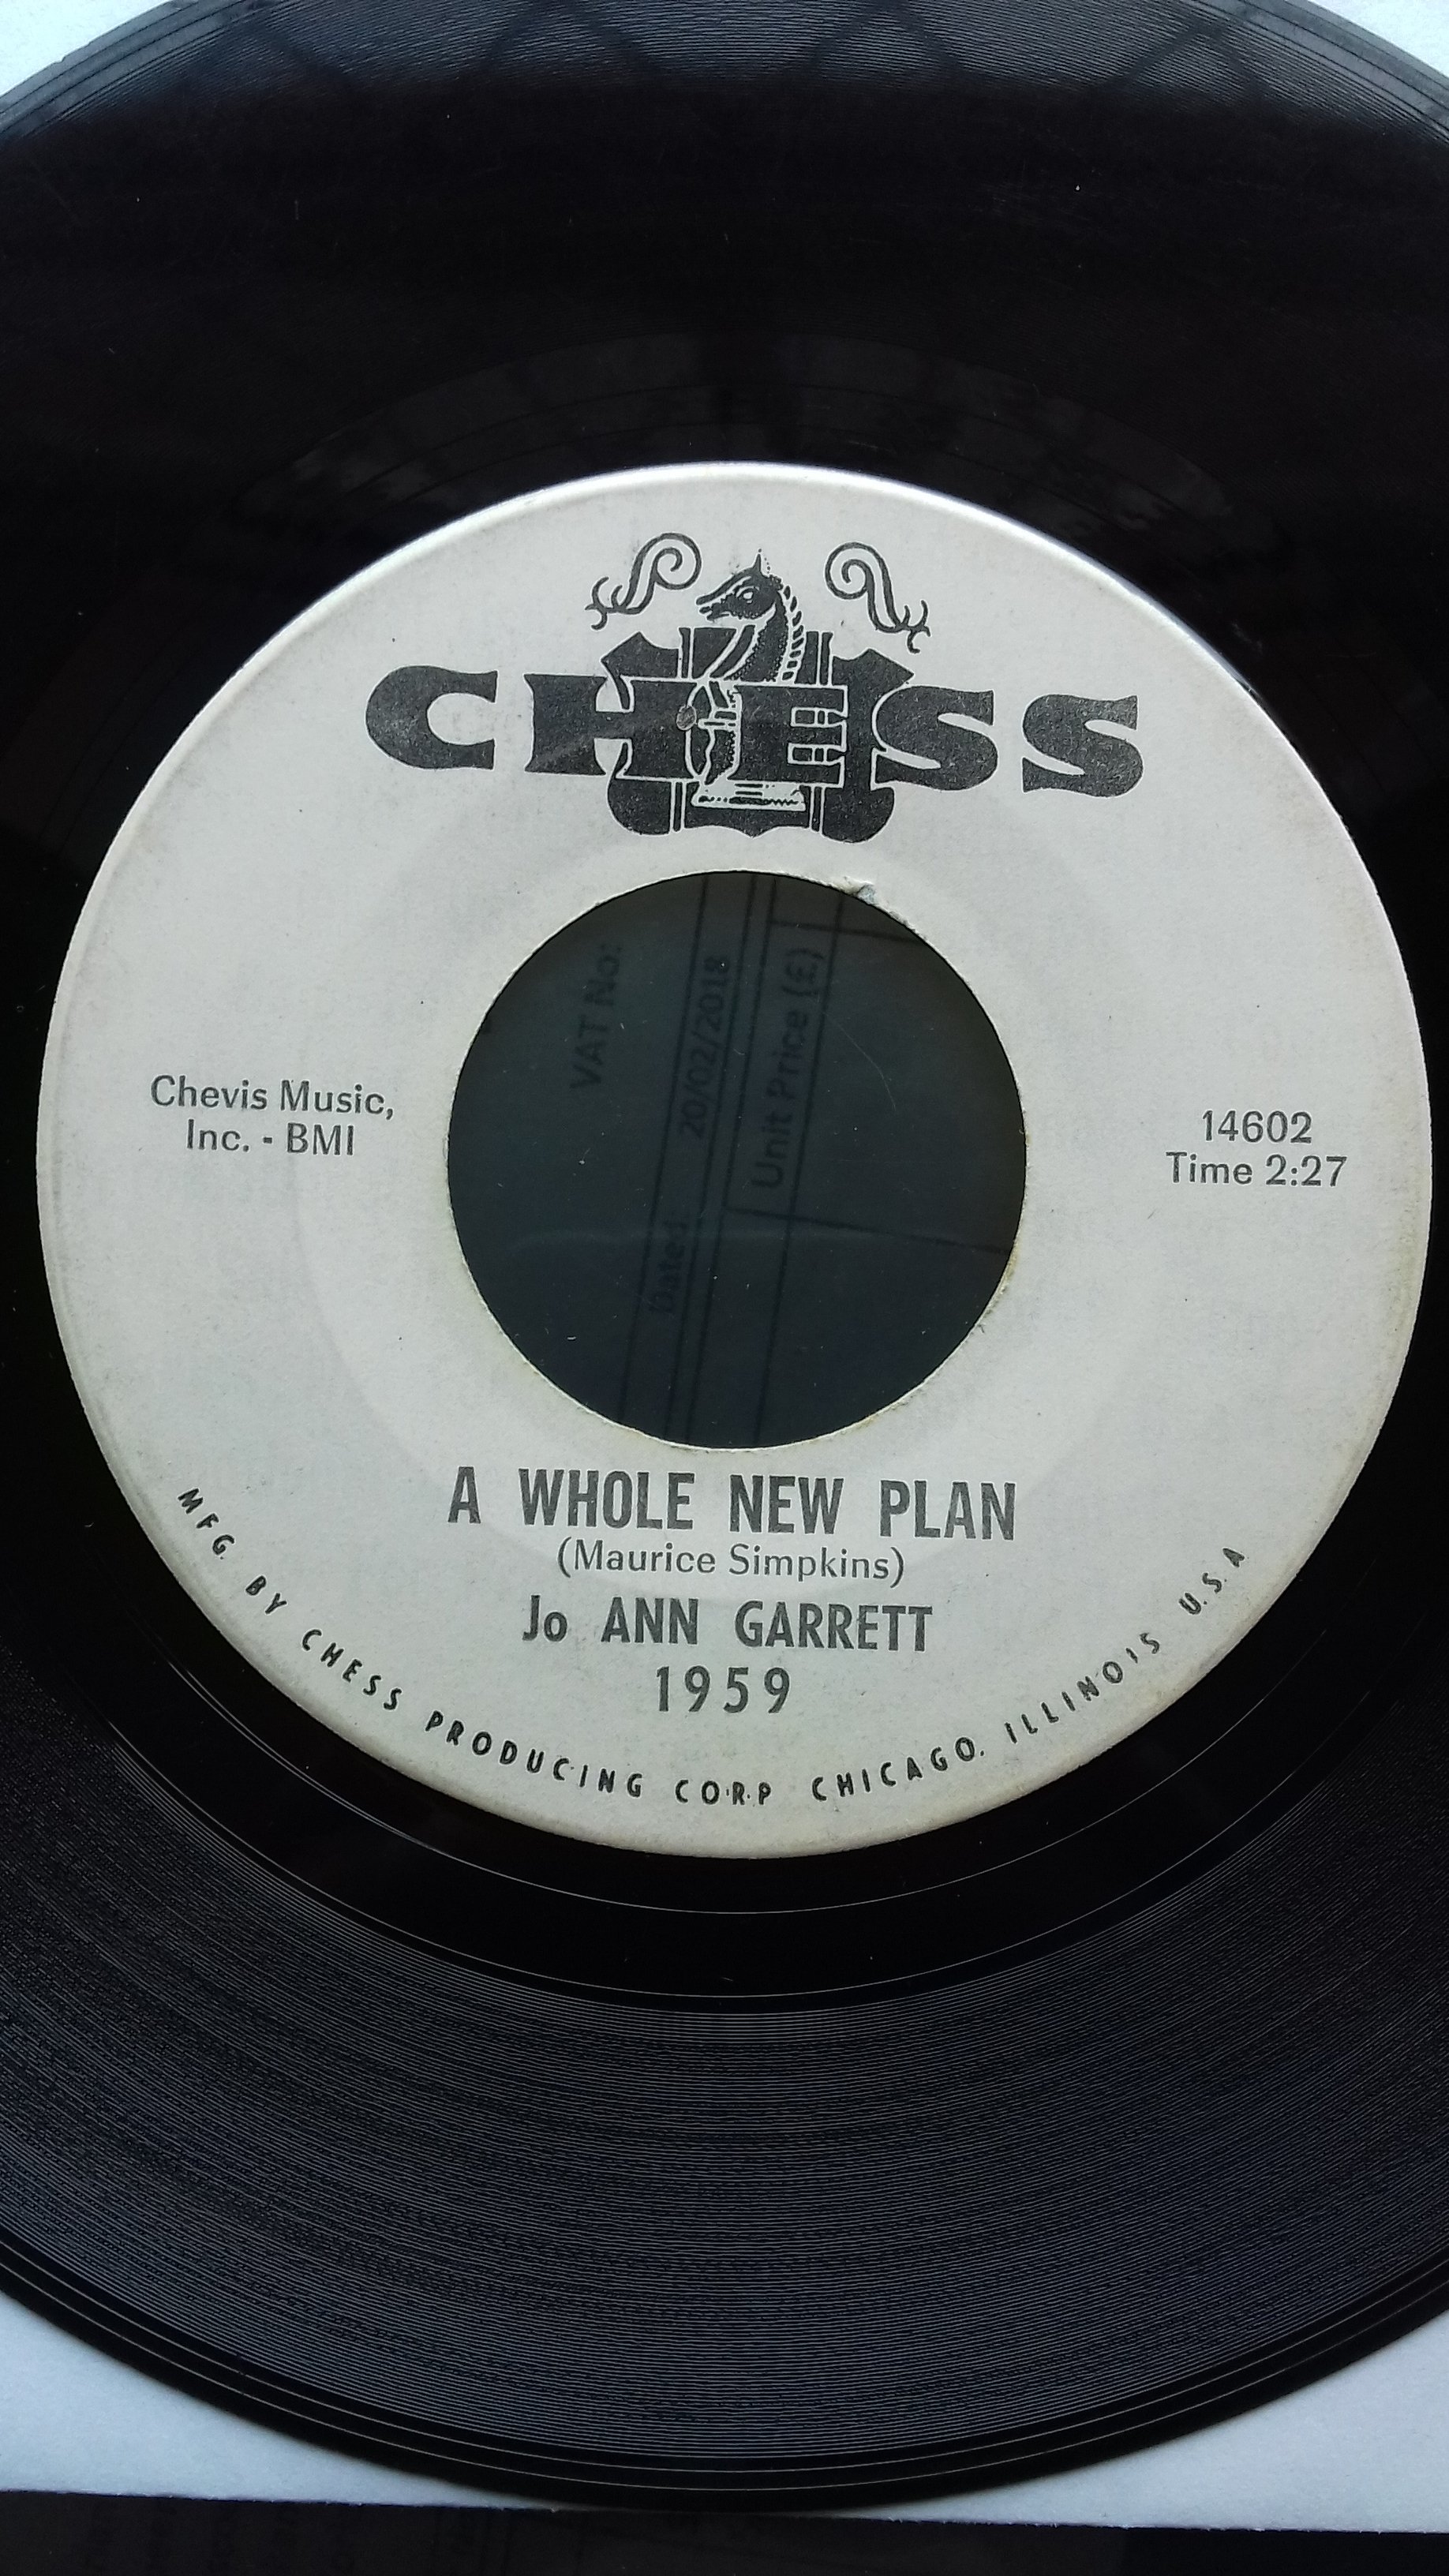 CHESS
Chevis Music,
Inc. - BMI
14602
Time 2:27
VAT No:
20/02/2018
Unit Price (£)
A WHOLE NEW PLAN
(Maurice Simpkins)
Jo ANN GARRETT
1959
MFG. BY CHESS PRODUCING CORP CHICAGO. ILLINOIS U.S.A